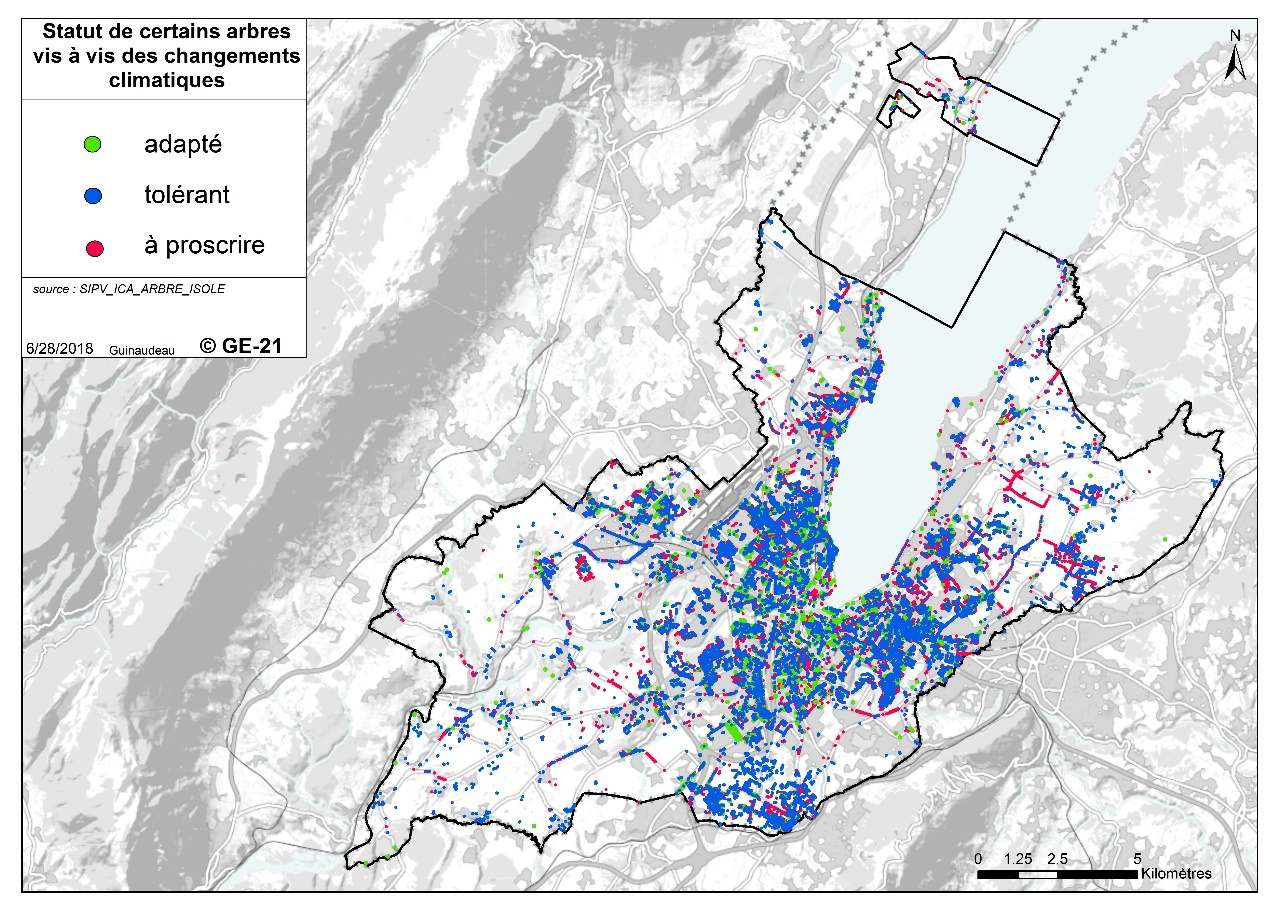 Statut de certains arbres
vis à vis des changements
climatiques
adapté
tolérant
à proscrire
source : SIPV_ICA_ARBRE_ISOLE
6/28/2018 Guinaudeau © GE-21
N
0 1.25 2.5 5
Kilomètres